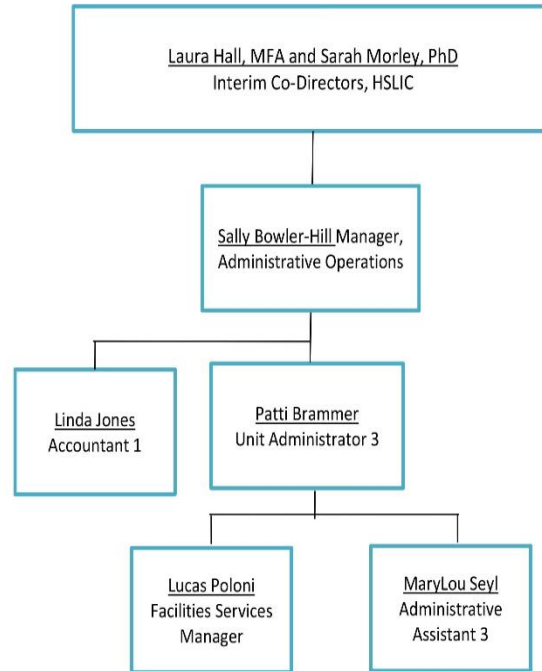 Laura Hall, MFA and Sarah Morley, PhD
Interim Co-Directors, HSLIC
Sally Bowler-Hill Manager,
Administrative Operations
Linda Jones
Accountant 1
Patti Brammer
Unit Administrator 3
Lucas Poloni
Facilities Services
Manager
MaryLou Seyl
Administrative
Assistant 3